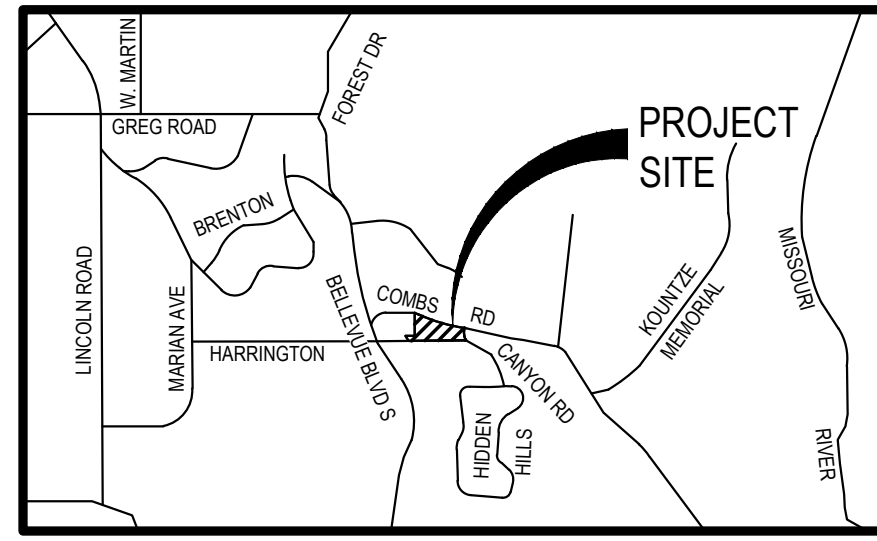 W. MARTIN
FOREST DR
GREG ROAD
PROJECT
SITE
BRENTON
LINCOLN ROAD
MARIAN AVE
BELLEVUE BLVD S
COMBS RD
HARRINGTON
CANYON RD
KOUNTZE
MEMORIAL
MISSOURI
RIVER
HIDDEN
HILLS